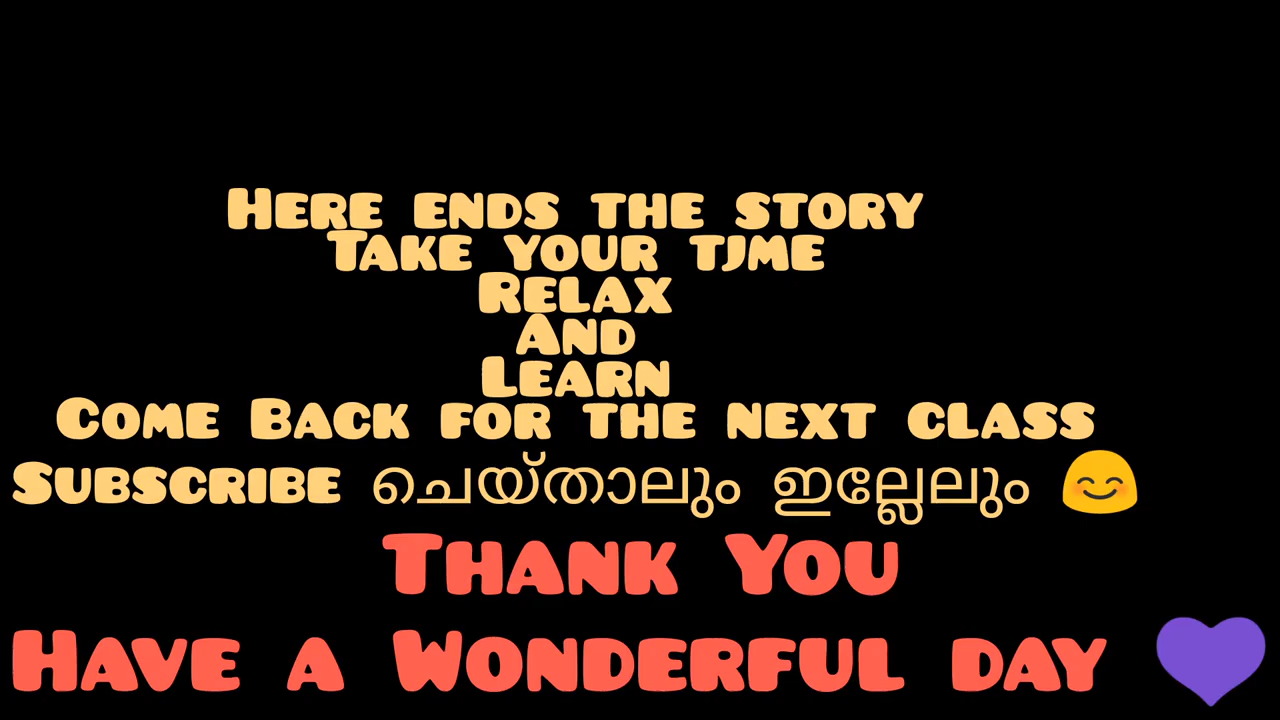 Here ends the story
Take your tjme
Relax
And
Learn
Come Back for the next class
Subscribe ചെയ്താലും ഇല്ലേലും 😊
Thank You
Have a Wonderful day 💜